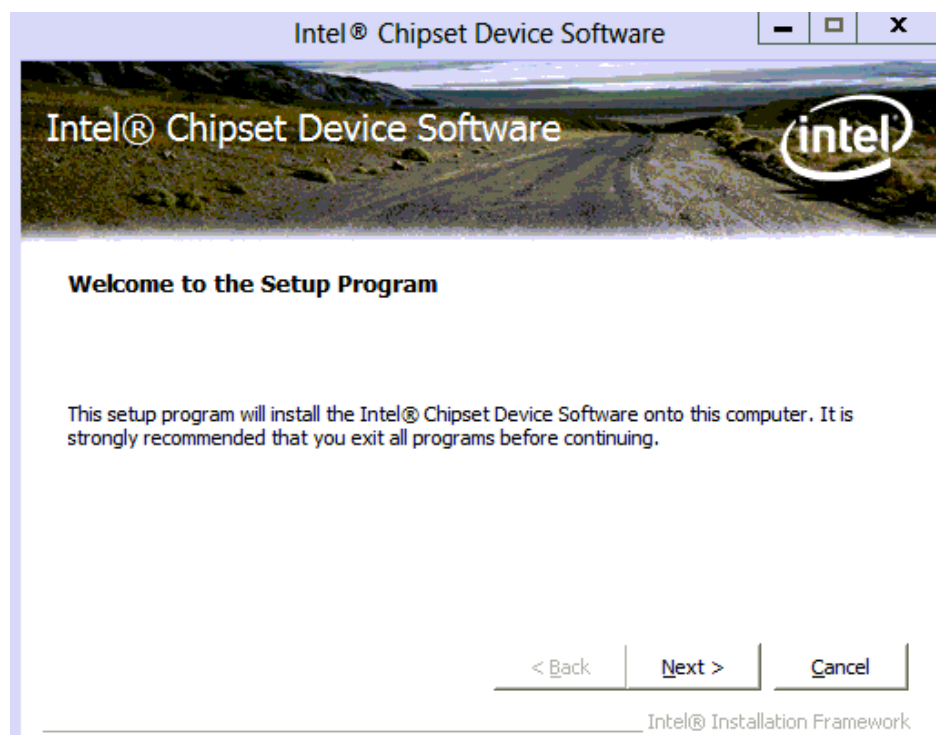 Intel® Chipset Device Software
Intel® Chipset Device Software
intel
Welcome to the Setup Program
This setup program will install the Intel® Chipset Device Software onto this computer. It is
strongly recommended that you exit all programs before continuing.
< Back Next > Cancel
Intel® Installation Framework